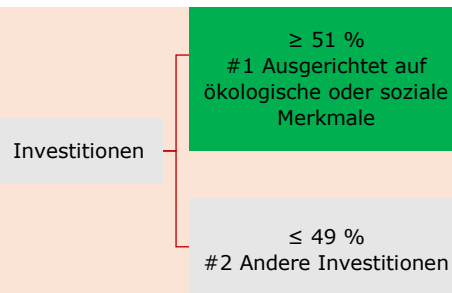 Investitionen
≥ 51 %
#1 Ausgerichtet auf
ökologische oder soziale
Merkmale
≤ 49 %
#2 Andere Investitionen